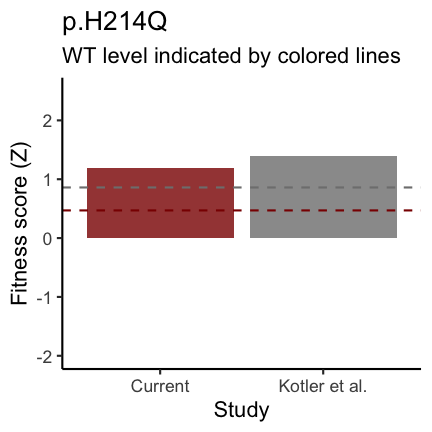 p.H214Q
WT level indicated by colored lines
Fitness score (Z)
2
1
0
-1
-2
Current
Kotler et al.
Study